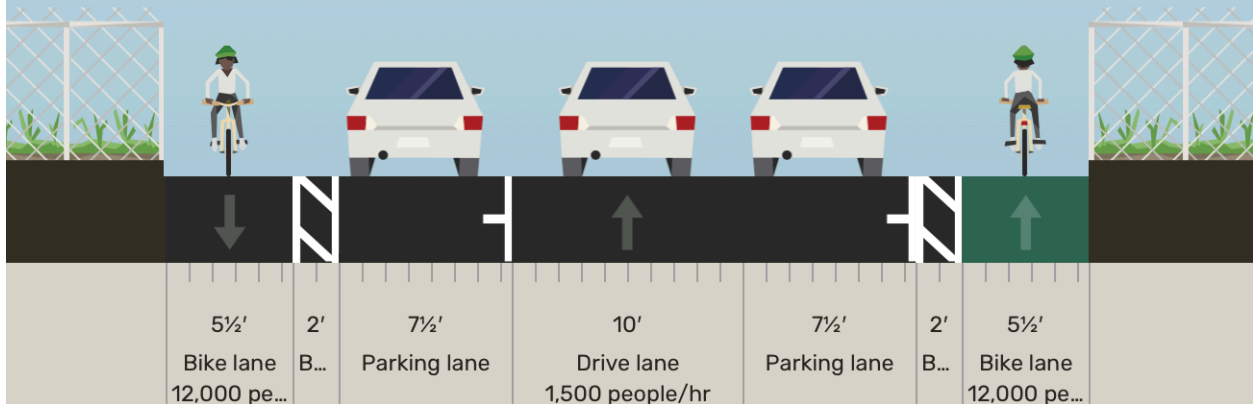 5½′ 2′ 7½′ 10′ 7½′ 2′ 5½′
Bike lane B… Parking lane Drive lane Parking lane B… Bike lane
12,000 pe… 1,500 people/hr 12,000 pe…